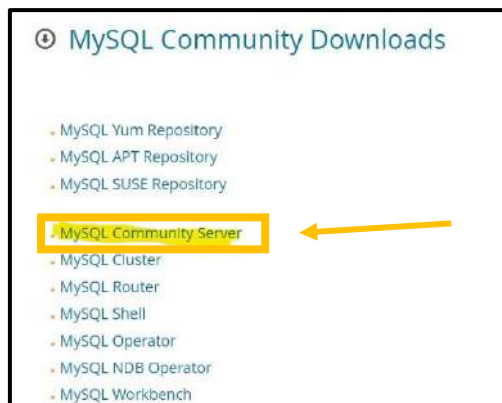 MySQL Community Downloads
MySQL Yum Repository
MySQL APT Repository
MySQL SUSE Repository
MySQL Community Server
MySQL Cluster
MySQL Router
MySQL Shell
MySQL Operator
MySQL NDB Operator
MySQL Workbench